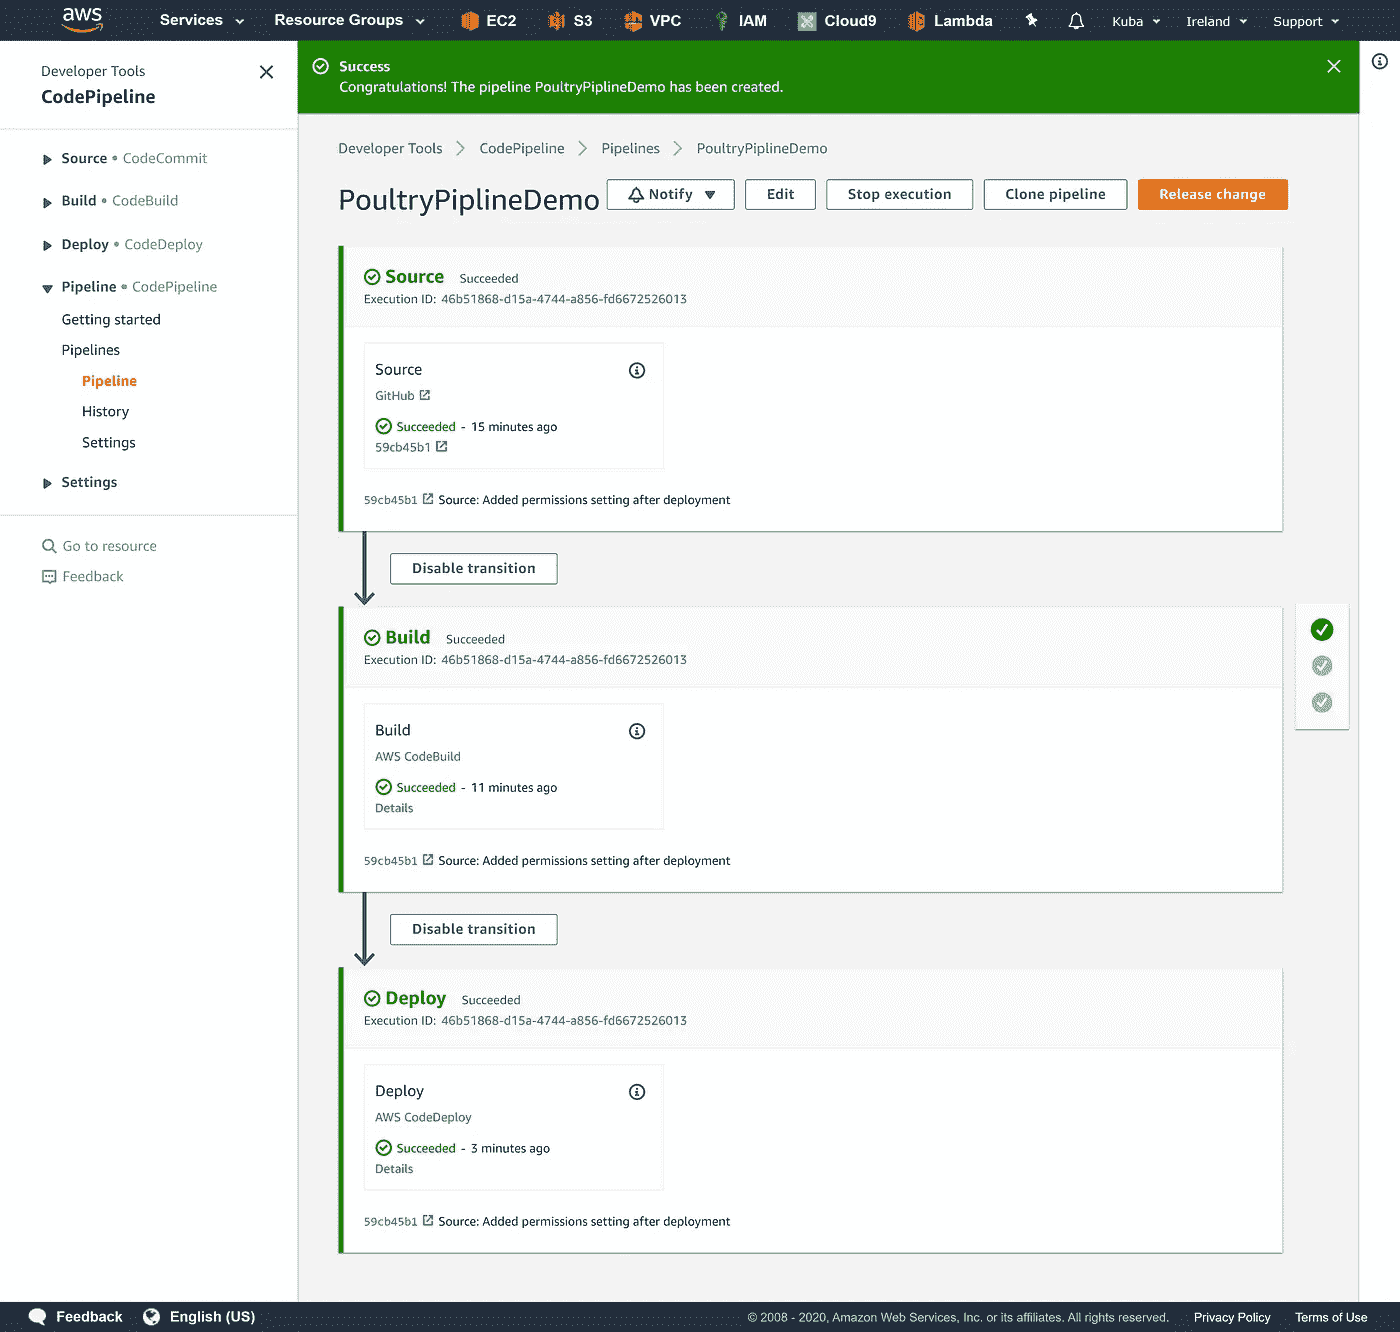 aws Services Resource Groups EC2 S3 VPC IAM Cloud9 Lambda Kuba Ireland Support
Developer Tools
CodePipeline
Source • CodeCommit
Build • CodeBuild
Deploy • CodeDeploy
Pipeline • CodePipeline
Getting started
Pipelines
Pipeline
History
Settings
Settings
Go to resource
Feedback
Success
Congratulations! The pipeline PoultryPiplineDemo has been created.
Developer Tools CodePipeline Pipelines PoultryPiplineDemo
PoultryPiplineDemo Notify Edit Stop execution Clone pipeline Release change
Source Succeeded
Execution ID: 46b51868-d15a-4744-a856-fd6672526013
Source
GitHub
Succeeded - 15 minutes ago
59cb45b1
59cb45b1 Source: Added permissions setting after deployment
Disable transition
Build Succeeded
Execution ID: 46b51868-d15a-4744-a856-fd6672526013
Build
AWS CodeBuild
Succeeded - 11 minutes ago
Details
59cb45b1 Source: Added permissions setting after deployment
Disable transition
Deploy Succeeded
Execution ID: 46b51868-d15a-4744-a856-fd6672526013
Deploy
AWS CodeDeploy
Succeeded - 3 minutes ago
Details
59cb45b1 Source: Added permissions setting after deployment
Feedback English (US) © 2008 - 2020, Amazon Web Services, Inc. or its affiliates. All rights reserved. Privacy Policy Terms of Use